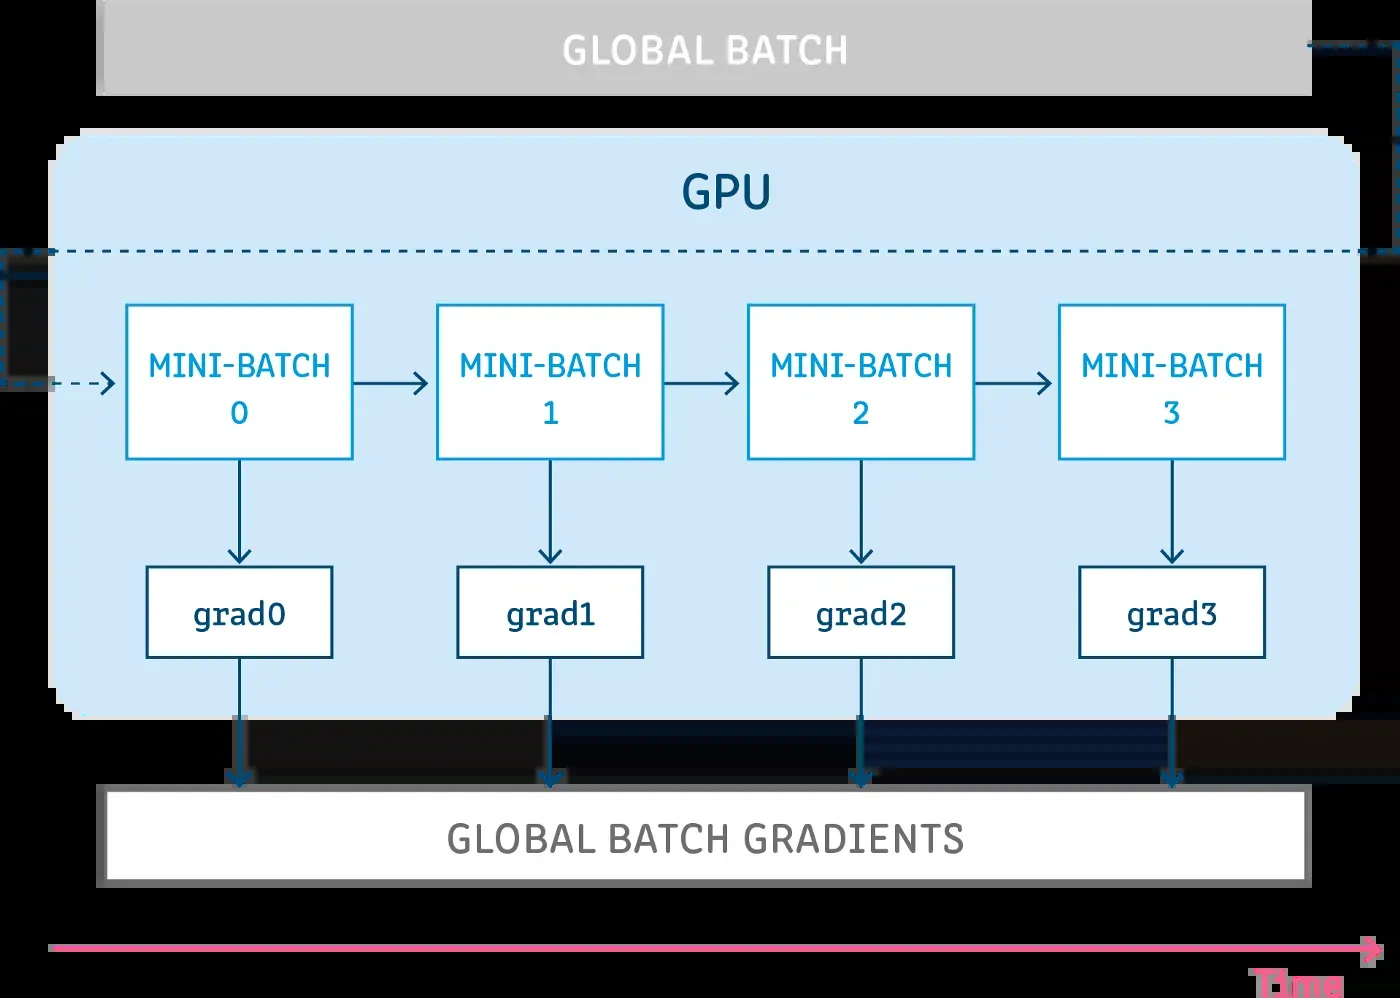 GLOBAL BATCH
GPU
MINI-BATCH
0
MINI-BATCH
1
MINI-BATCH
2
MINI-BATCH
3
grad0
grad1
grad2
grad3
GLOBAL BATCH GRADIENTS
Time